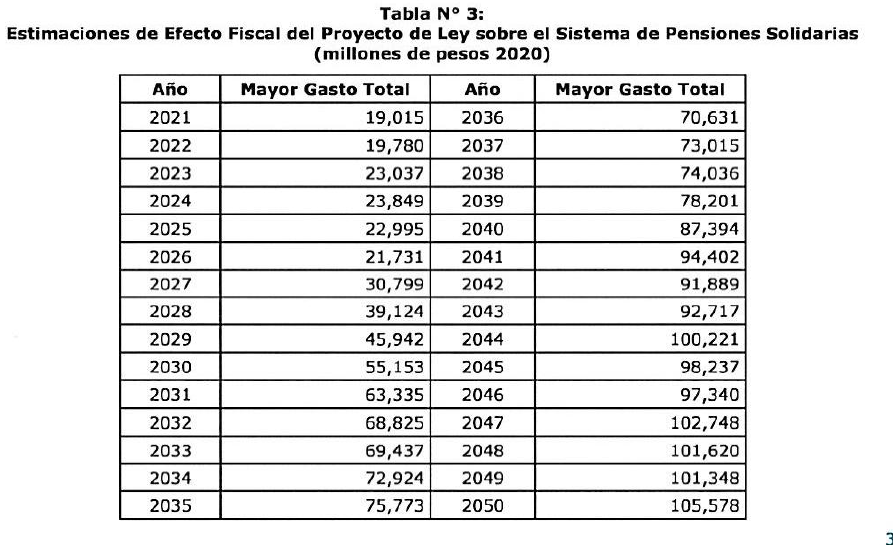 Tabla N° 3:
Estimaciones de Efecto Fiscal del Proyecto de Ley sobre el Sistema de Pensiones Solidarias
(millones de pesos 2020)
Año Mayor Gasto Total Año Mayor Gasto Total
2021 19,015 2036 70,631
2022 19,780 2037 73,015
2023 23,037 2038 74,036
2024 23,849 2039 78,201
2025 22,995 2040 87,394
2026 21,731 2041 94,402
2027 30,799 2042 91,889
2028 39,124 2043 92,717
2029 45,942 2044 100,221
2030 55,153 2045 98,237
2031 63,335 2046 97,340
2032 68,825 2047 102,748
2033 69,437 2048 101,620
2034 72,924 2049 101,348
2035 75,773 2050 105,578
3